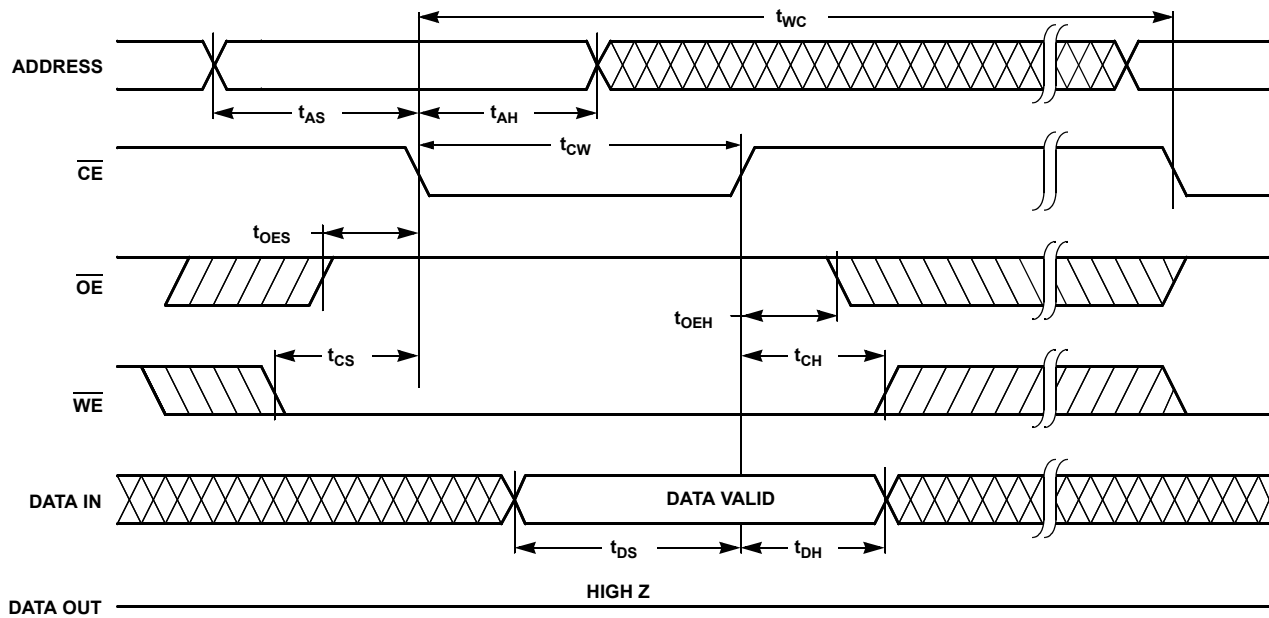 tWC
ADDRESS
tAS
tAH
tCW
CE
tOES
OE
tOEH
tCS
tCH
WE
DATA IN
DATA VALID
tDS
tDH
HIGH Z
DATA OUT